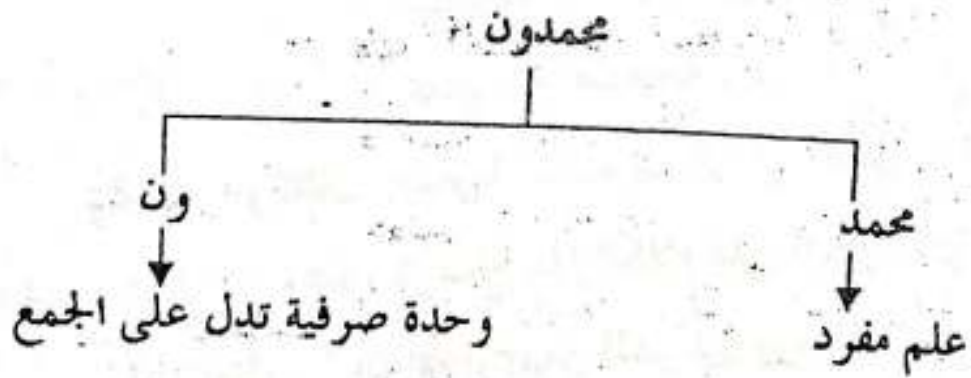 محمدون
محمد
ون
علم مفرد
وحدة صرفية تدل على الجمع